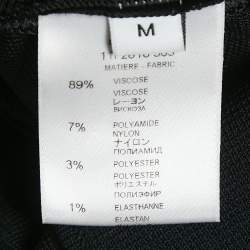 M
MATIERE - FABRIC
89% VISCOSE
VISCOSE
レーヨン
ВИСКОЗА
7% POLYAMIDE
NYLON
ナイロン
ПОЛИАМИД
3% POLYESTER
POLYESTER
ポリエステル
ПОЛИЭСТЕР
1% ELASTHANNE
ELASTAN